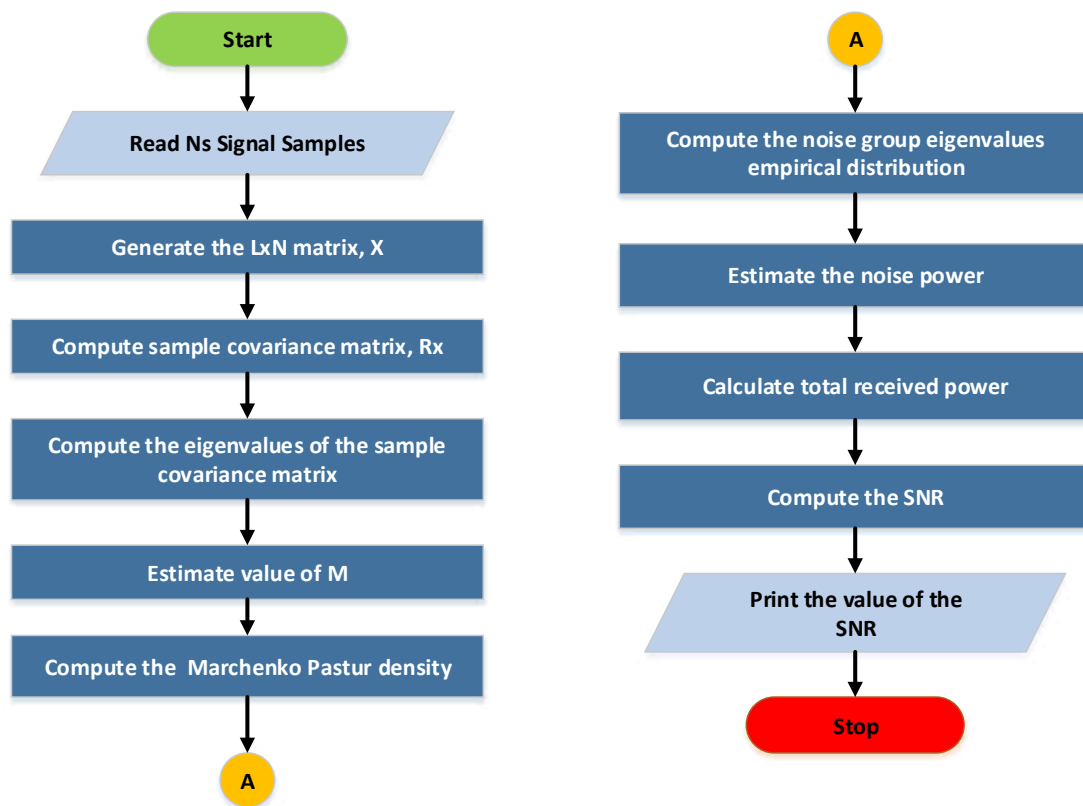 Start
Read Ns Signal Samples
Generate the LxN matrix, X
Compute sample covariance matrix, Rx
Compute the eigenvalues of the sample
covariance matrix
Estimate value of M
Compute the Marchenko Pastur density
A
A
Compute the noise group eigenvalues
empirical distribution
Estimate the noise power
Calculate total received power
Compute the SNR
Print the value of the
SNR
Stop